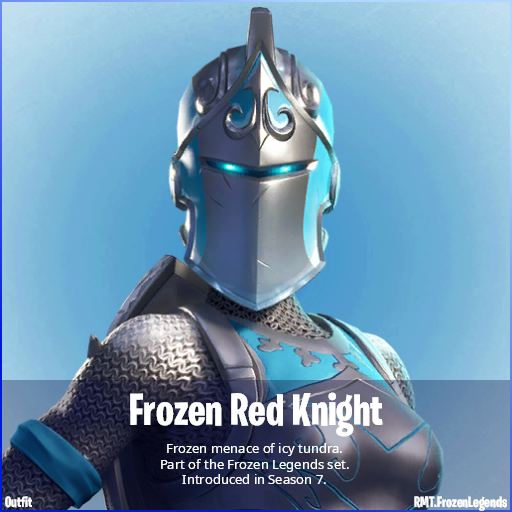 Frozen Red Knight
Frozen menace of icy tundra.
Part of the Frozen Legends set.
Introduced in Season 7.
Outfit
RMT.FrozenLegends